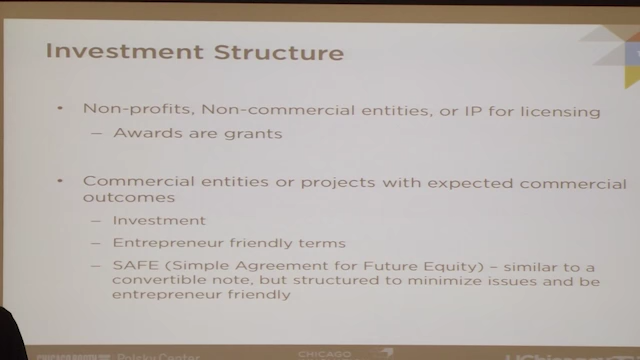 Investment Structure
• Non-profits, Non-commercial entities, or IP for licensing
– Awards are grants
• Commercial entities or projects with expected commercial
outcomes
– Investment
– Entrepreneur friendly terms
– SAFE (Simple Agreement for Future Equity) – similar to a
convertible note, but structured to minimize issues and be
entrepreneur friendly
CHICAGO
Polsky Center